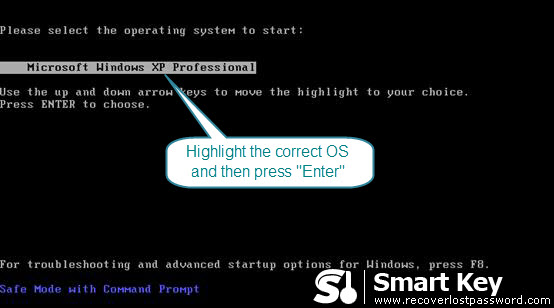 Please select the operating system to start:
Microsoft Windows XP Professional
Use the up and down arrow keys to move the highlight to your choice.
Press ENTER to choose.
Highlight the correct OS
and then press "Enter"
For troubleshooting and advanced startup options for Windows, press F8.
Safe Mode with Command Prompt
Smart Key
www.recoverlostpassword.com